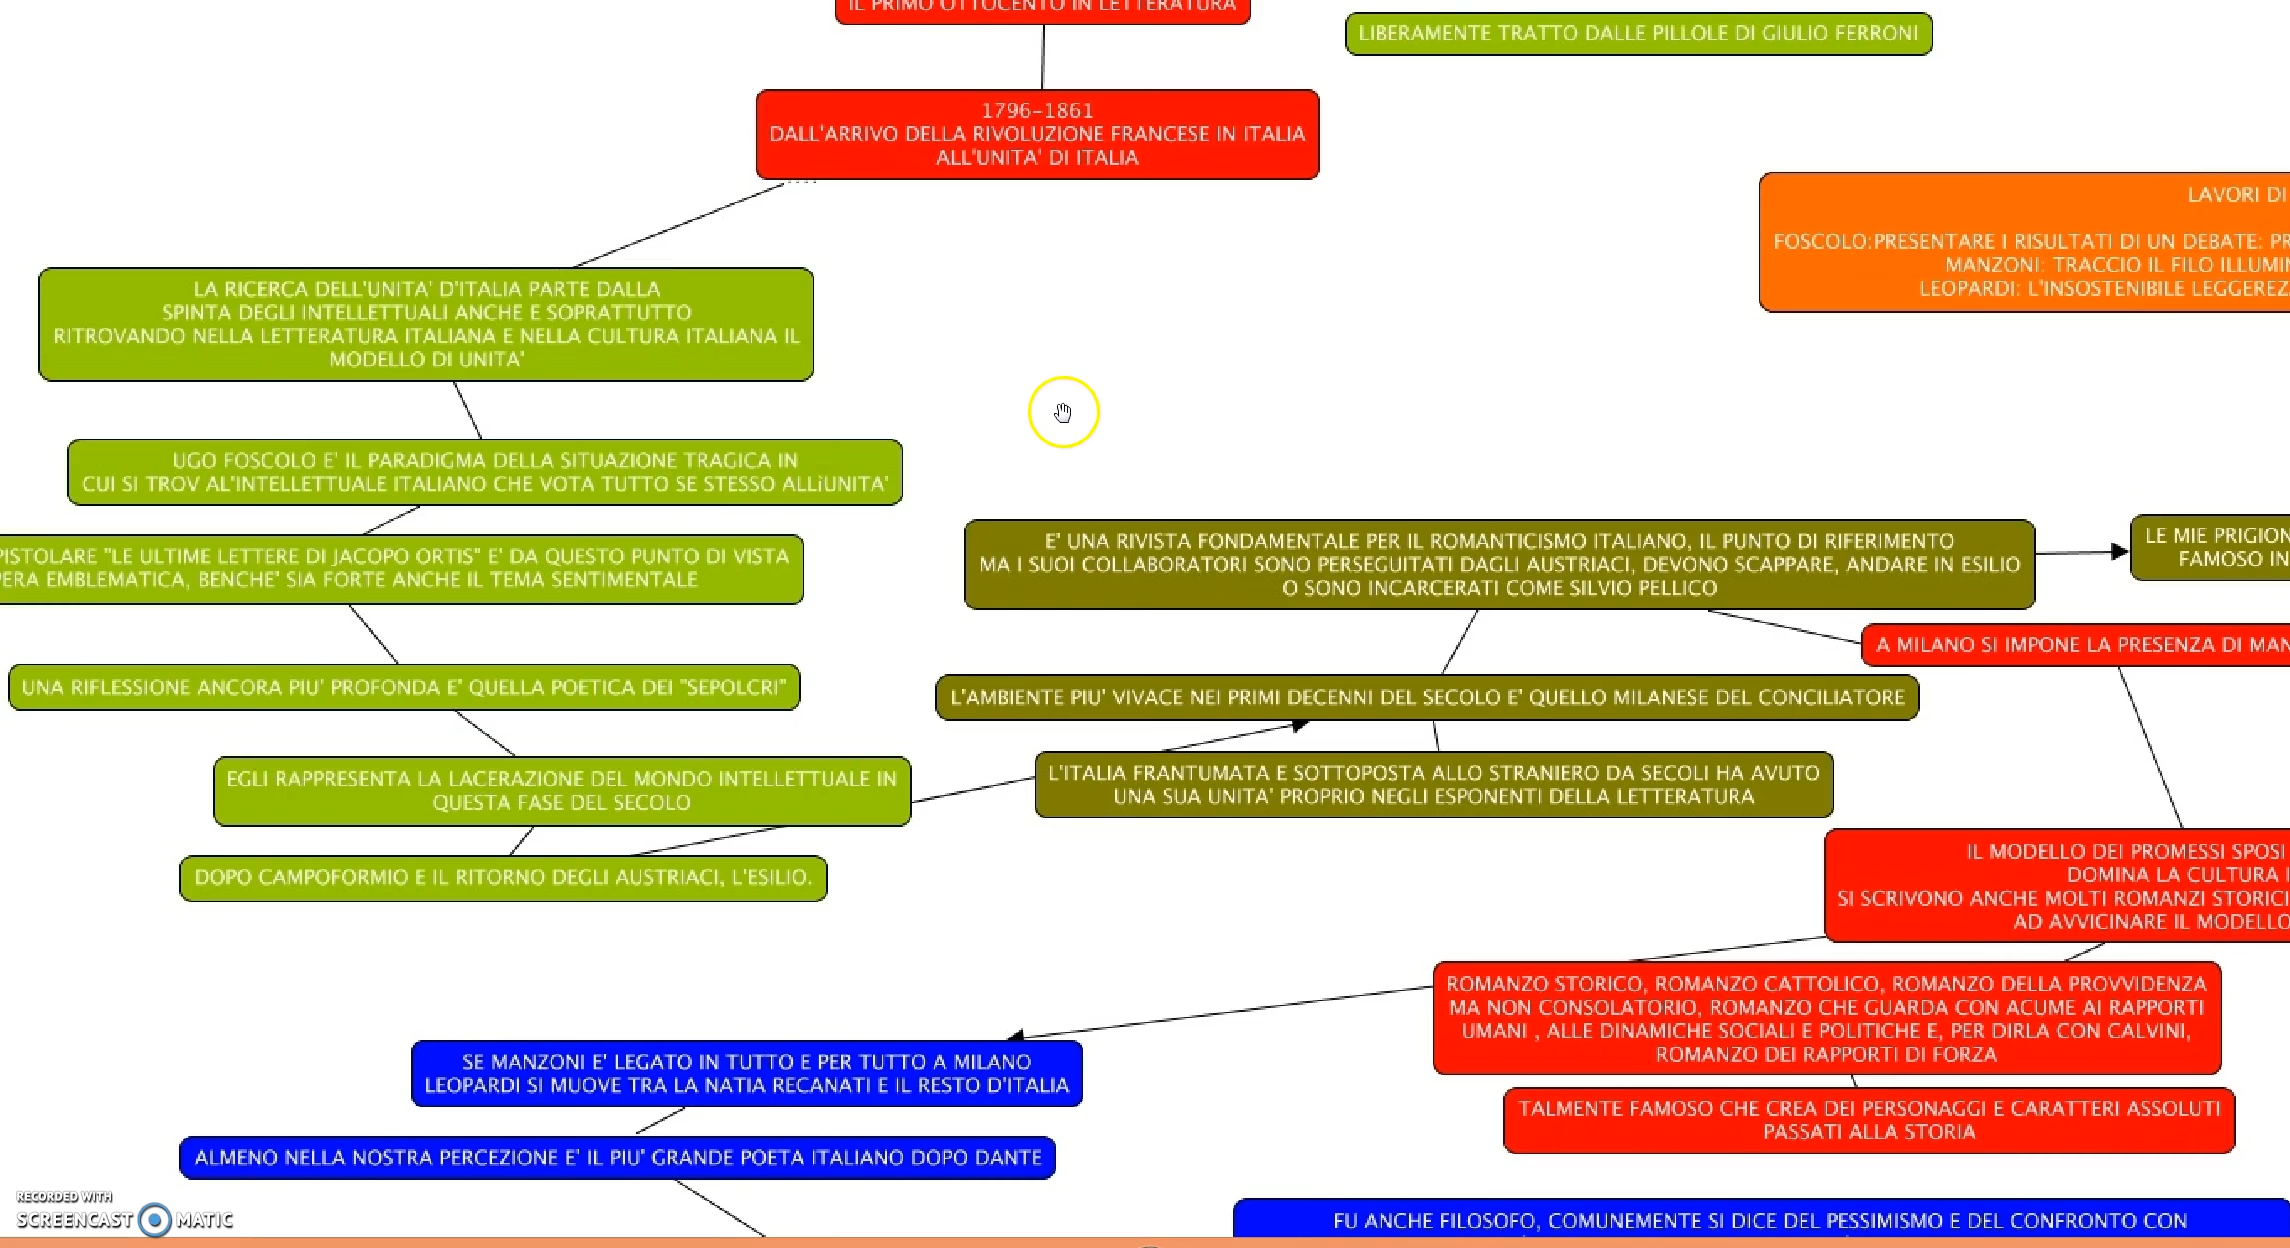 IL PRIMO OTTOCENTO IN LETTERATURA
LIBERAMENTE TRATTO DALLE PILLOLE DI GIULIO FERRONI
1796-1861
DALL'ARRIVO DELLA RIVOLUZIONE FRANCESE IN ITALIA
ALL'UNITA' DI ITALIA
LAVORI DI
FOSCOLO:PRESENTARE I RISULTATI DI UN DEBATE: PR
MANZONI: TRACCIO IL FILO ILLUMIN
LEOPARDI: L'INSOSTENIBILE LEGGEREZ
LA RICERCA DELL'UNITA' D'ITALIA PARTE DALLA
SPINTA DEGLI INTELLETTUALI ANCHE E SOPRATTUTTO
RITROVANDO NELLA LETTERATURA ITALIANA E NELLA CULTURA ITALIANA IL
MODELLO DI UNITA'
UGO FOSCOLO E' IL PARADIGMA DELLA SITUAZIONE TRAGICA IN
CUI SI TROV AL'INTELLETTUALE ITALIANO CHE VOTA TUTTO SE STESSO ALLìUNITA'
PISTOLARE "LE ULTIME LETTERE DI JACOPO ORTIS" E' DA QUESTO PUNTO DI VISTA
PERA EMBLEMATICA, BENCHE' SIA FORTE ANCHE IL TEMA SENTIMENTALE
UNA RIFLESSIONE ANCORA PIU' PROFONDA E' QUELLA POETICA DEI "SEPOLCRI"
EGLI RAPPRESENTA LA LACERAZIONE DEL MONDO INTELLETTUALE IN
QUESTA FASE DEL SECOLO
DOPO CAMPOFORMIO E IL RITORNO DEGLI AUSTRIACI, L'ESILIO.
E' UNA RIVISTA FONDAMENTALE PER IL ROMANTICISMO ITALIANO, IL PUNTO DI RIFERIMENTO
MA I SUOI COLLABORATORI SONO PERSEGUITATI DAGLI AUSTRIACI, DEVONO SCAPPARE, ANDARE IN ESILIO
O SONO INCARCERATI COME SILVIO PELLICO
LE MIE PRIGION
FAMOSO IN
A MILANO SI IMPONE LA PRESENZA DI MAN
L'AMBIENTE PIU' VIVACE NEI PRIMI DECENNI DEL SECOLO E' QUELLO MILANESE DEL CONCILIATORE
L'ITALIA FRANTUMATA E SOTTOPOSTA ALLO STRANIERO DA SECOLI HA AVUTO
UNA SUA UNITA' PROPRIO NEGLI ESPONENTI DELLA LETTERATURA
IL MODELLO DEI PROMESSI SPOSI
DOMINA LA CULTURA I
SI SCRIVONO ANCHE MOLTI ROMANZI STORICI
AD AVVICINARE IL MODELLO
ROMANZO STORICO, ROMANZO CATTOLICO, ROMANZO DELLA PROVVIDENZA
MA NON CONSOLATORIO, ROMANZO CHE GUARDA CON ACUME AI RAPPORTI
UMANI , ALLE DINAMICHE SOCIALI E POLITICHE E, PER DIRLA CON CALVINI,
ROMANZO DEI RAPPORTI DI FORZA
TALMENTE FAMOSO CHE CREA DEI PERSONAGGI E CARATTERI ASSOLUTI
PASSATI ALLA STORIA
SE MANZONI E' LEGATO IN TUTTO E PER TUTTO A MILANO
LEOPARDI SI MUOVE TRA LA NATIA RECANATI E IL RESTO D'ITALIA
ALMENO NELLA NOSTRA PERCEZIONE E' IL PIU' GRANDE POETA ITALIANO DOPO DANTE
FU ANCHE FILOSOFO, COMUNEMENTE SI DICE DEL PESSIMISMO E DEL CONFRONTO CON
RECORDED WITH
SCREENCAST MATIC